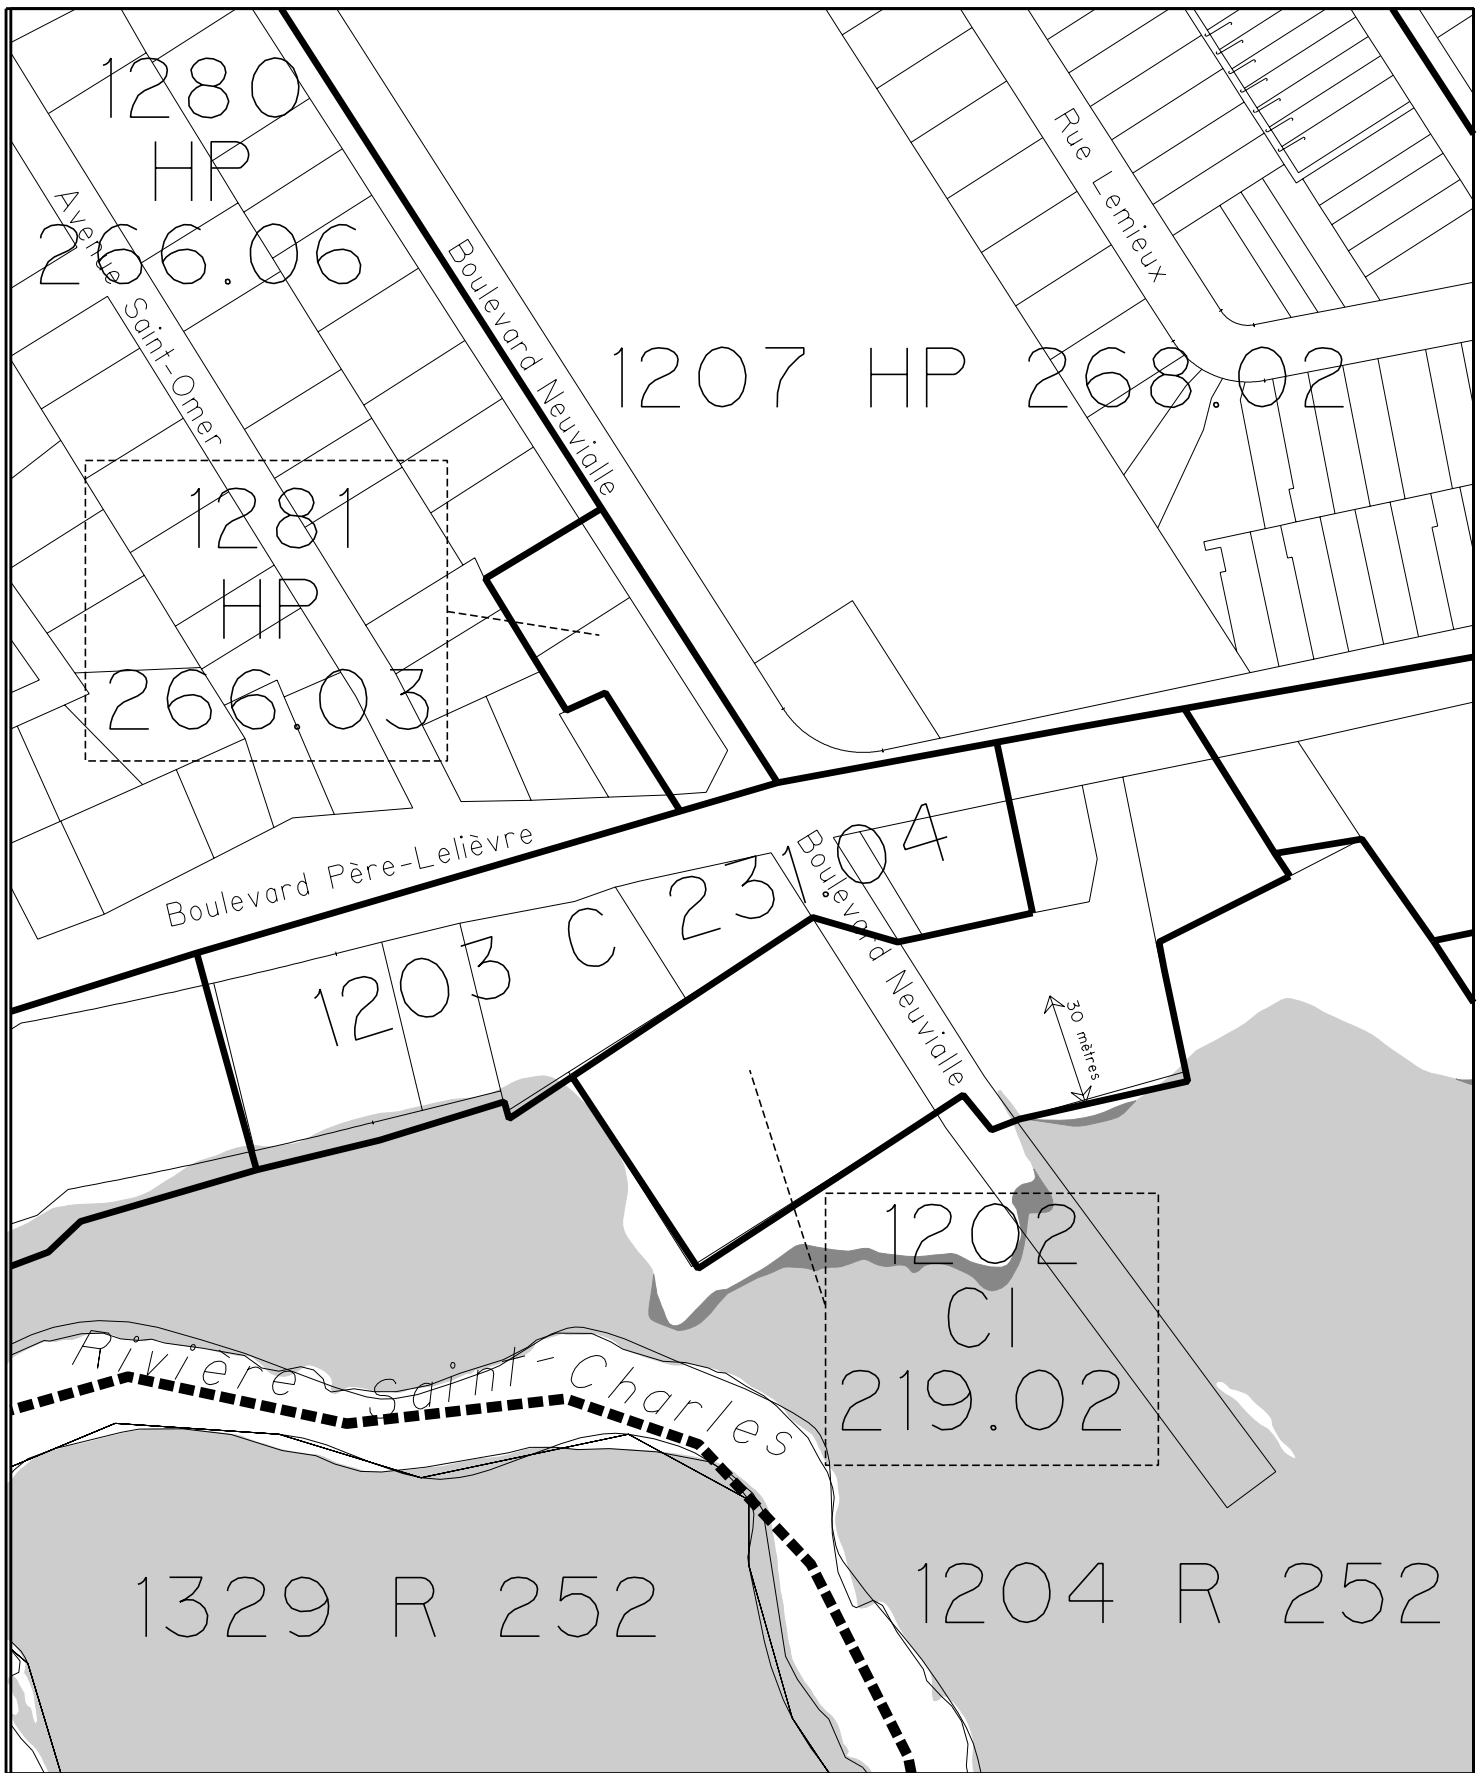 1280
HP
266.06
Avenue Saint-Omer
Boulevard Neuvialle
Rue Lemieux
1207 HP 268.02
1281
HP
266.03
Boulevard Père-Lelièvre
1203 C 231.04
Boulevard Neuvialle
30 mètres
1202
CI
219.02
Rivière Saint-Charles
1329 R 252
1204 R 252